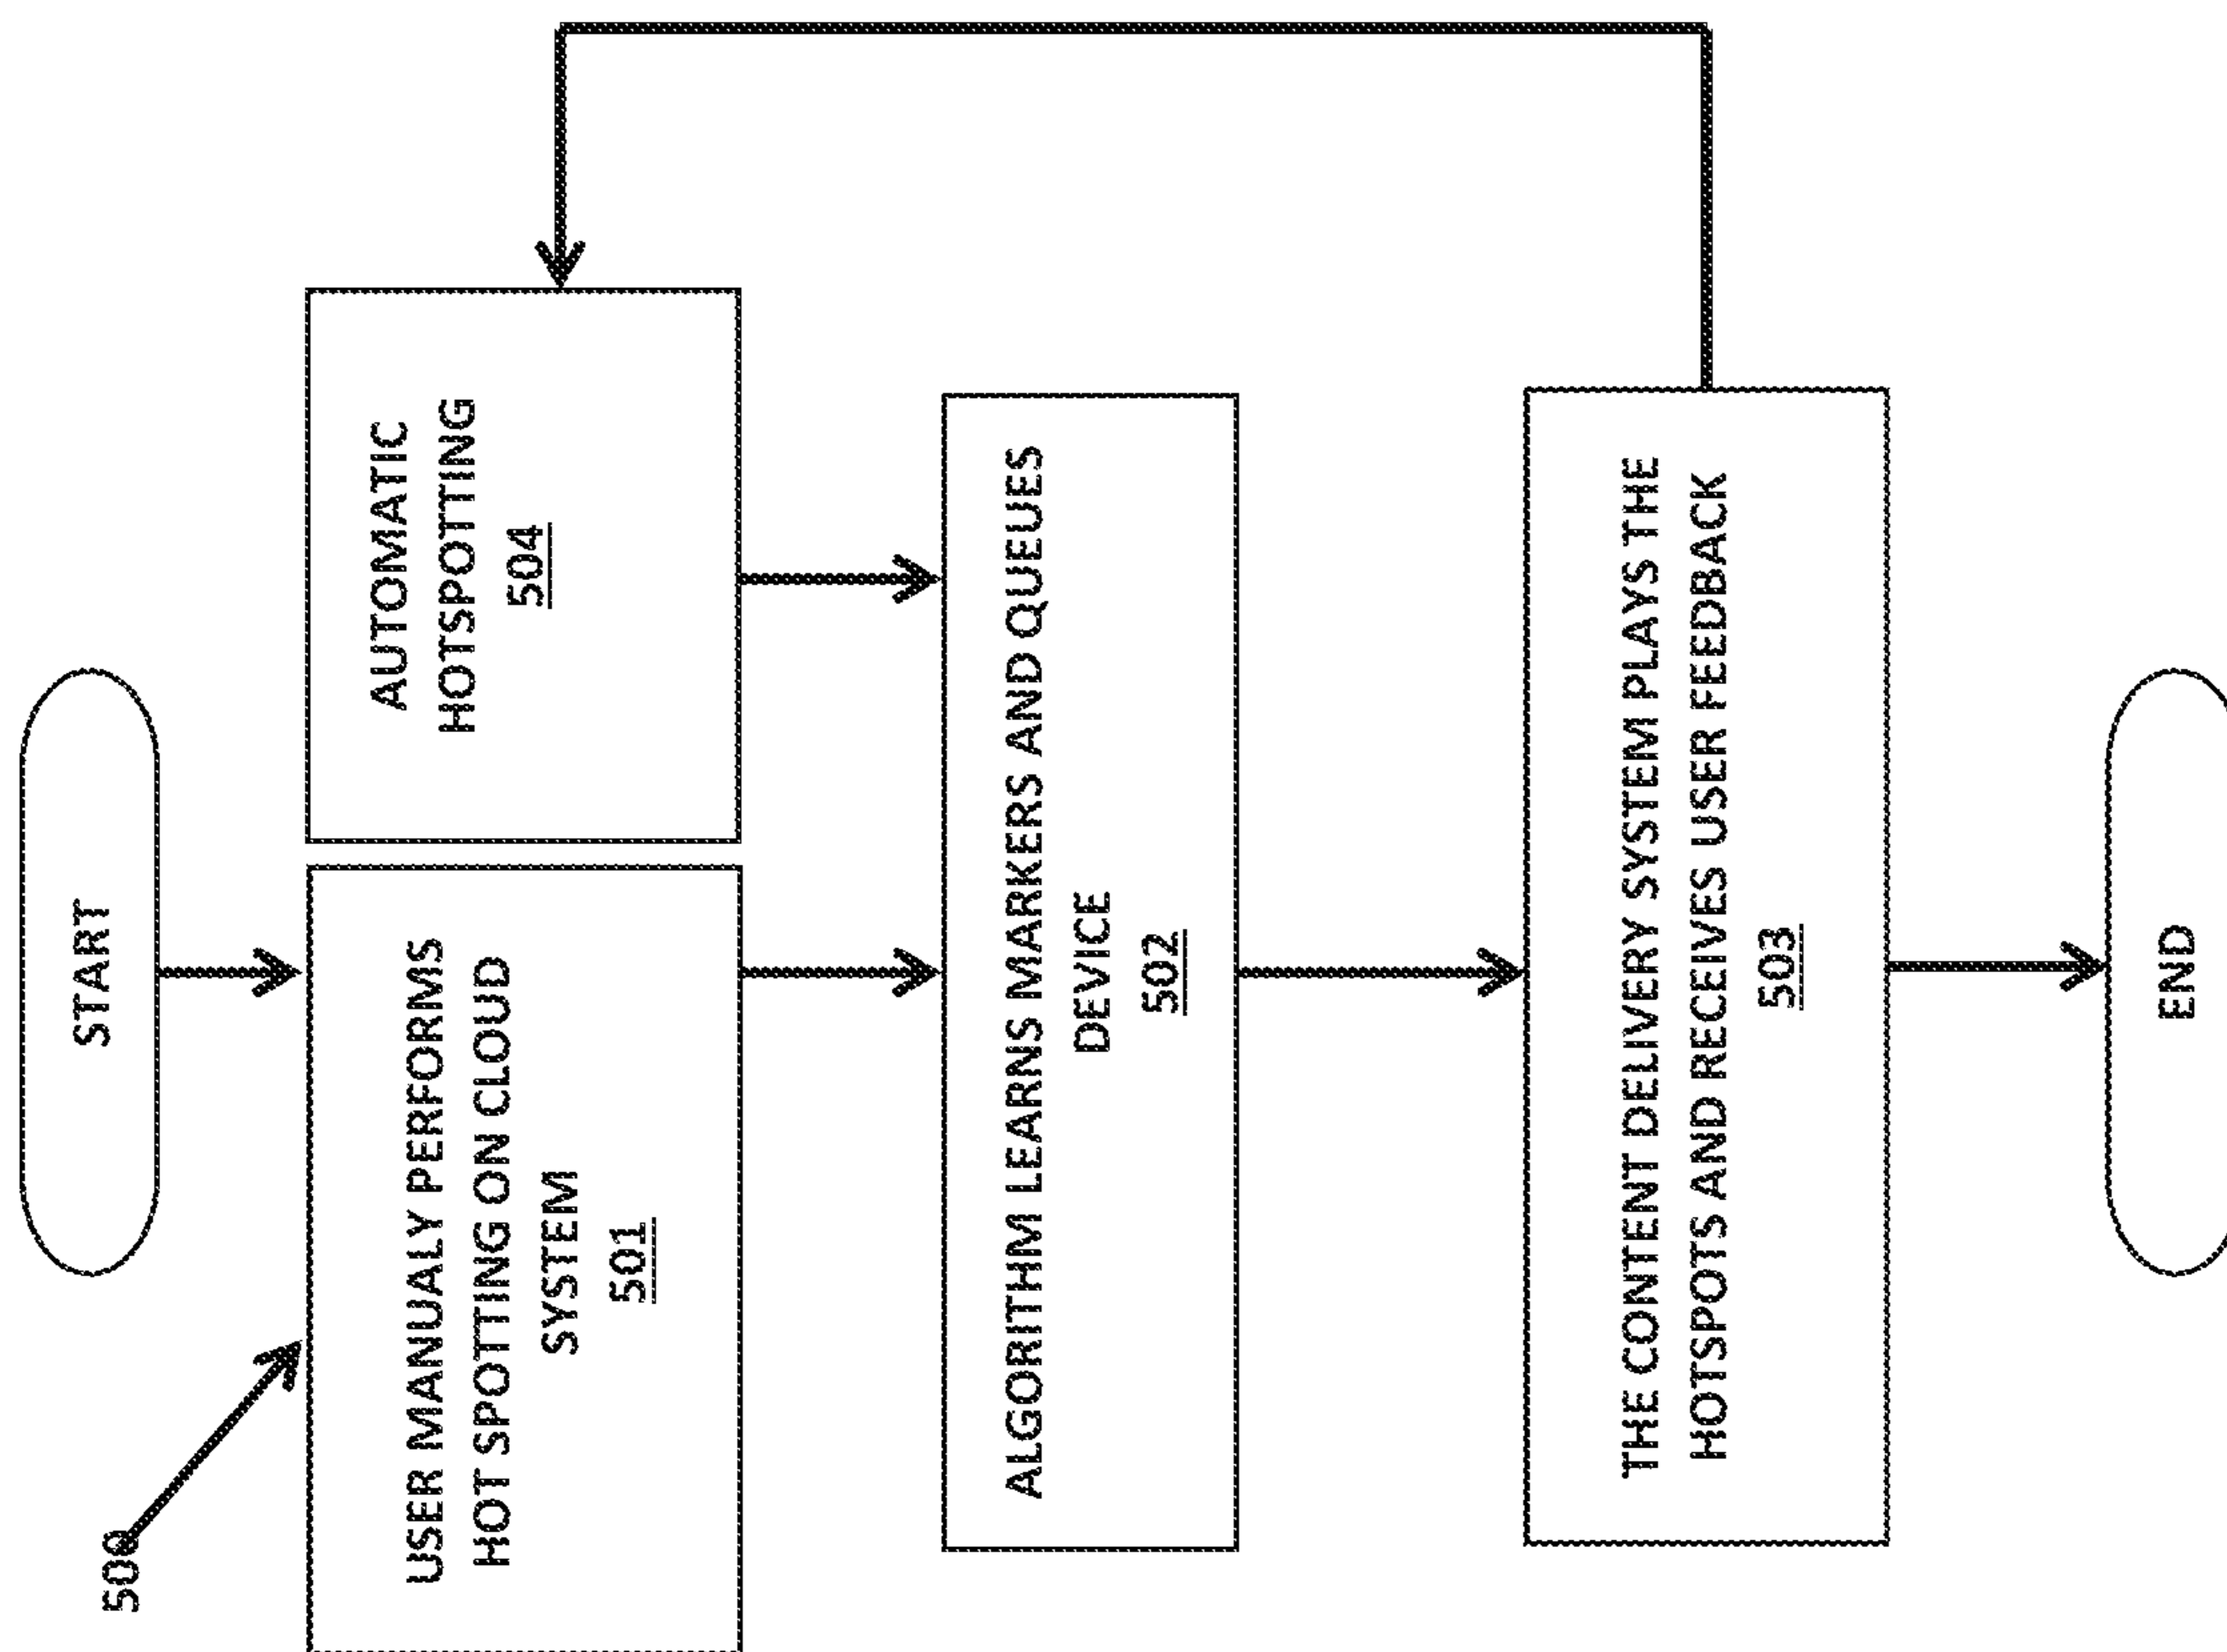 500
START
USER MANUALY PERFORMS
HOT SPOTTING ON CLOUD
SYSTEM
501
AUTOMATIC
HOTSPOTTING
504
ALGORITHM LEARNS MARKERS AND QUEUES
DEVICE
502
THE CONTENT DELIVERY SYSTEM PLAYS THE
HOTSPOTS AND RECEIVES USER FEEDBACK
503
END